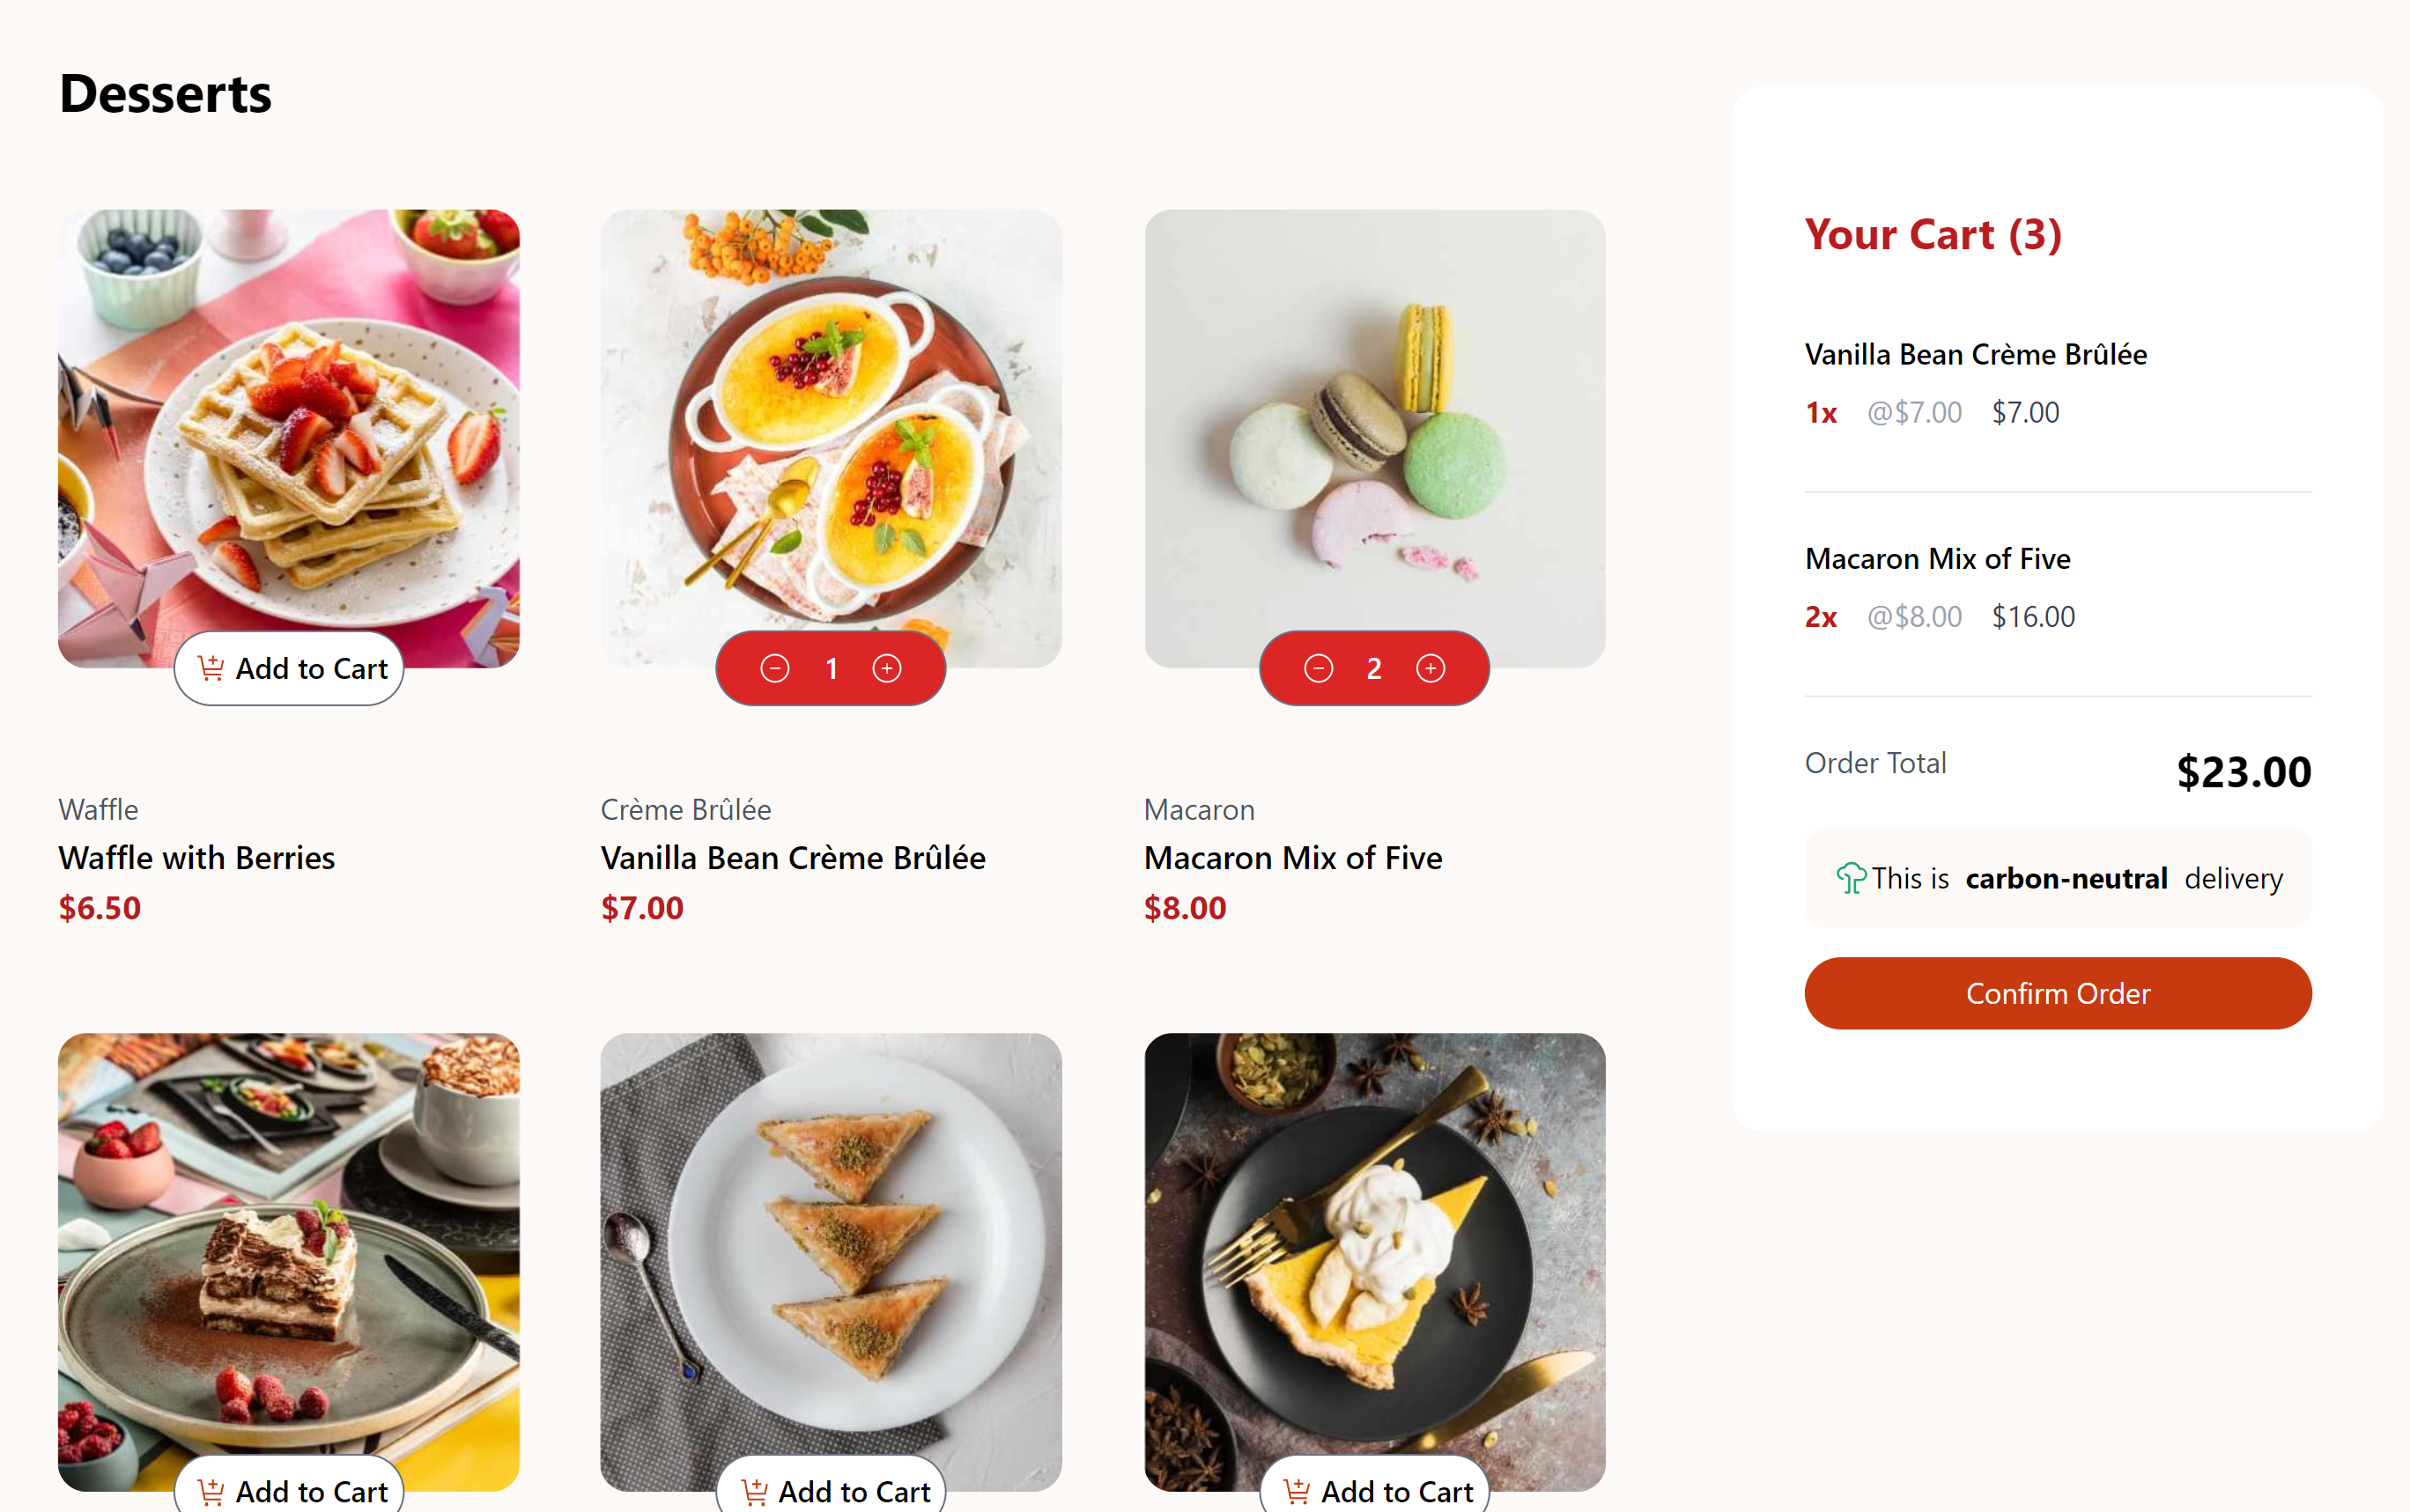 Desserts
Add to Cart
1
2
Waffle
Waffle with Berries
$6.50
Crème Brûlée
Vanilla Bean Crème Brûlée
$7.00
Macaron
Macaron Mix of Five
$8.00
Add to Cart
Add to Cart
Add to Cart
Your Cart (3)
Vanilla Bean Crème Brûlée
1x @$7.00 $7.00
Macaron Mix of Five
2x @$8.00 $16.00
Order Total $23.00
This is carbon-neutral delivery
Confirm Order